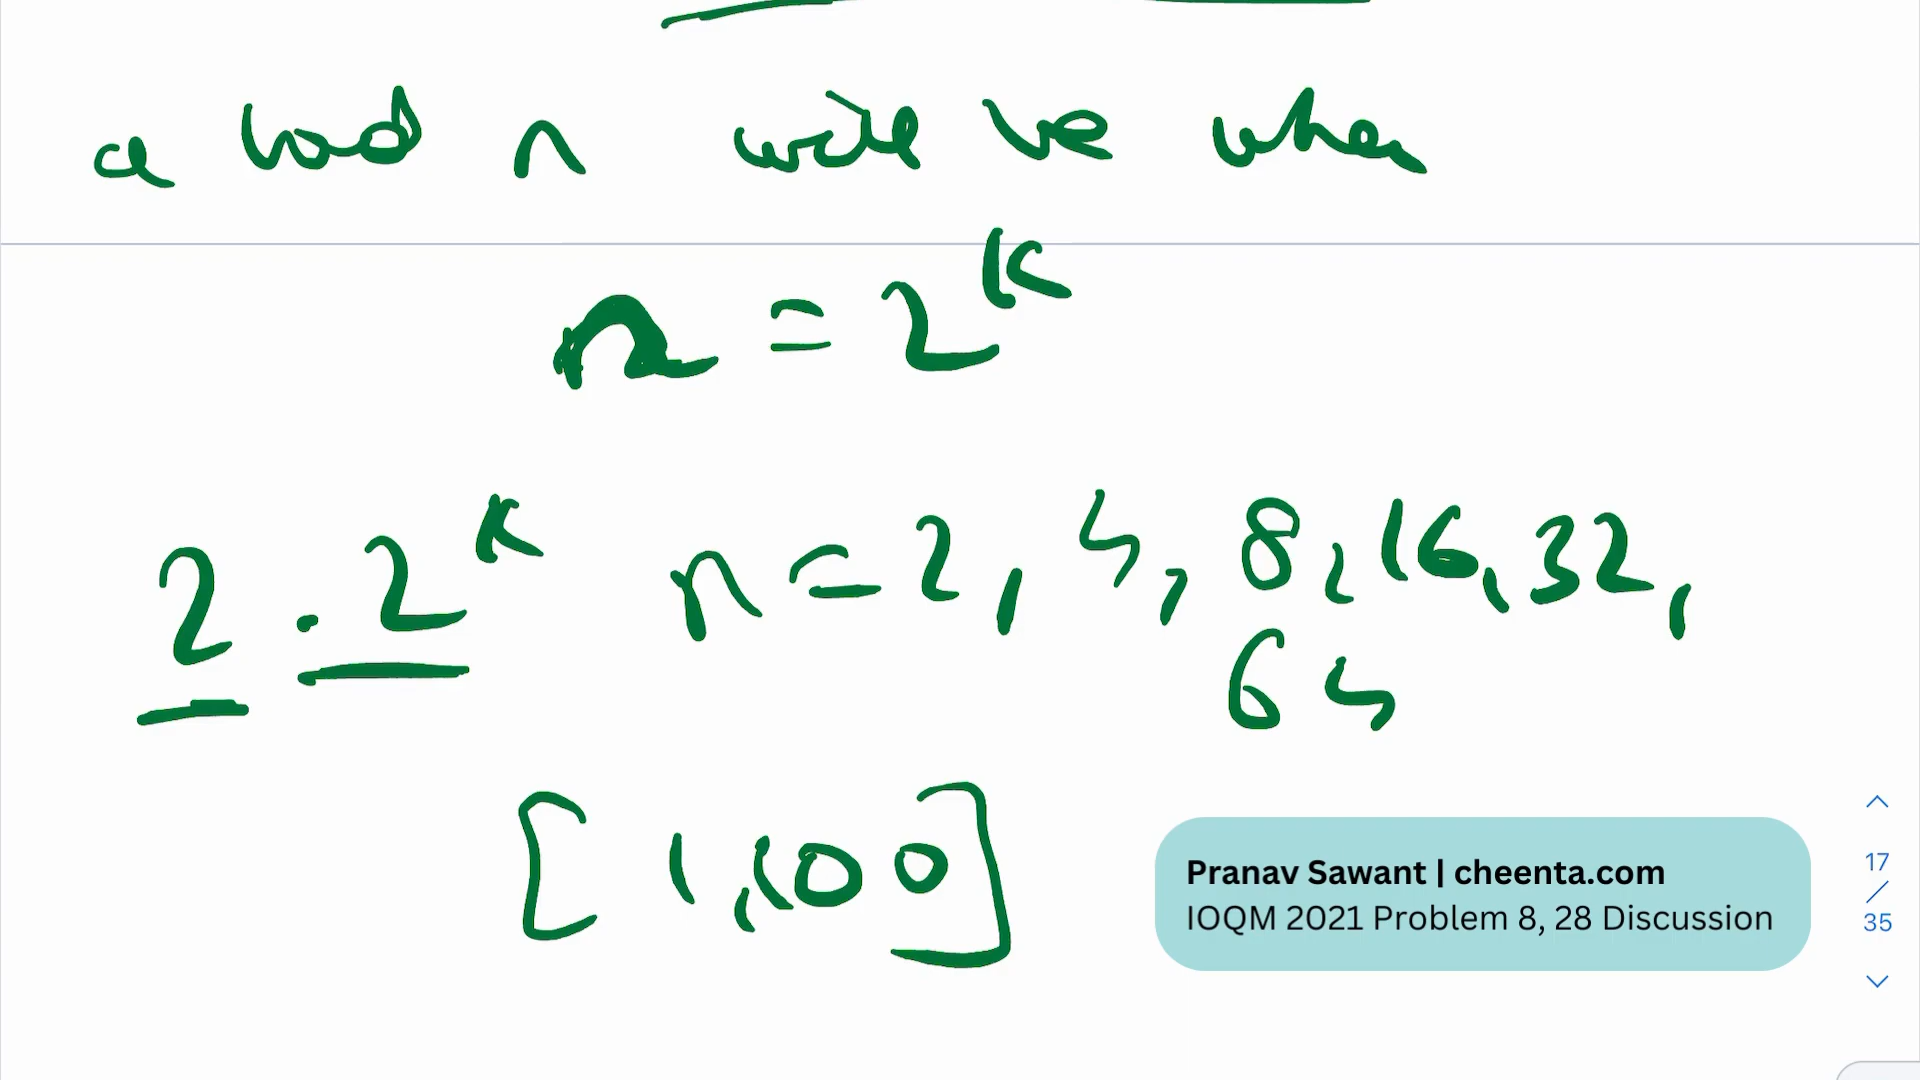 a bad n will be when
n = 2^k
2 · 2^k n = 2, 4, 8, 16, 32,
64
[1, 100]
Pranav Sawant | cheenta.com
IOQM 2021 Problem 8, 28 Discussion
17
/
35